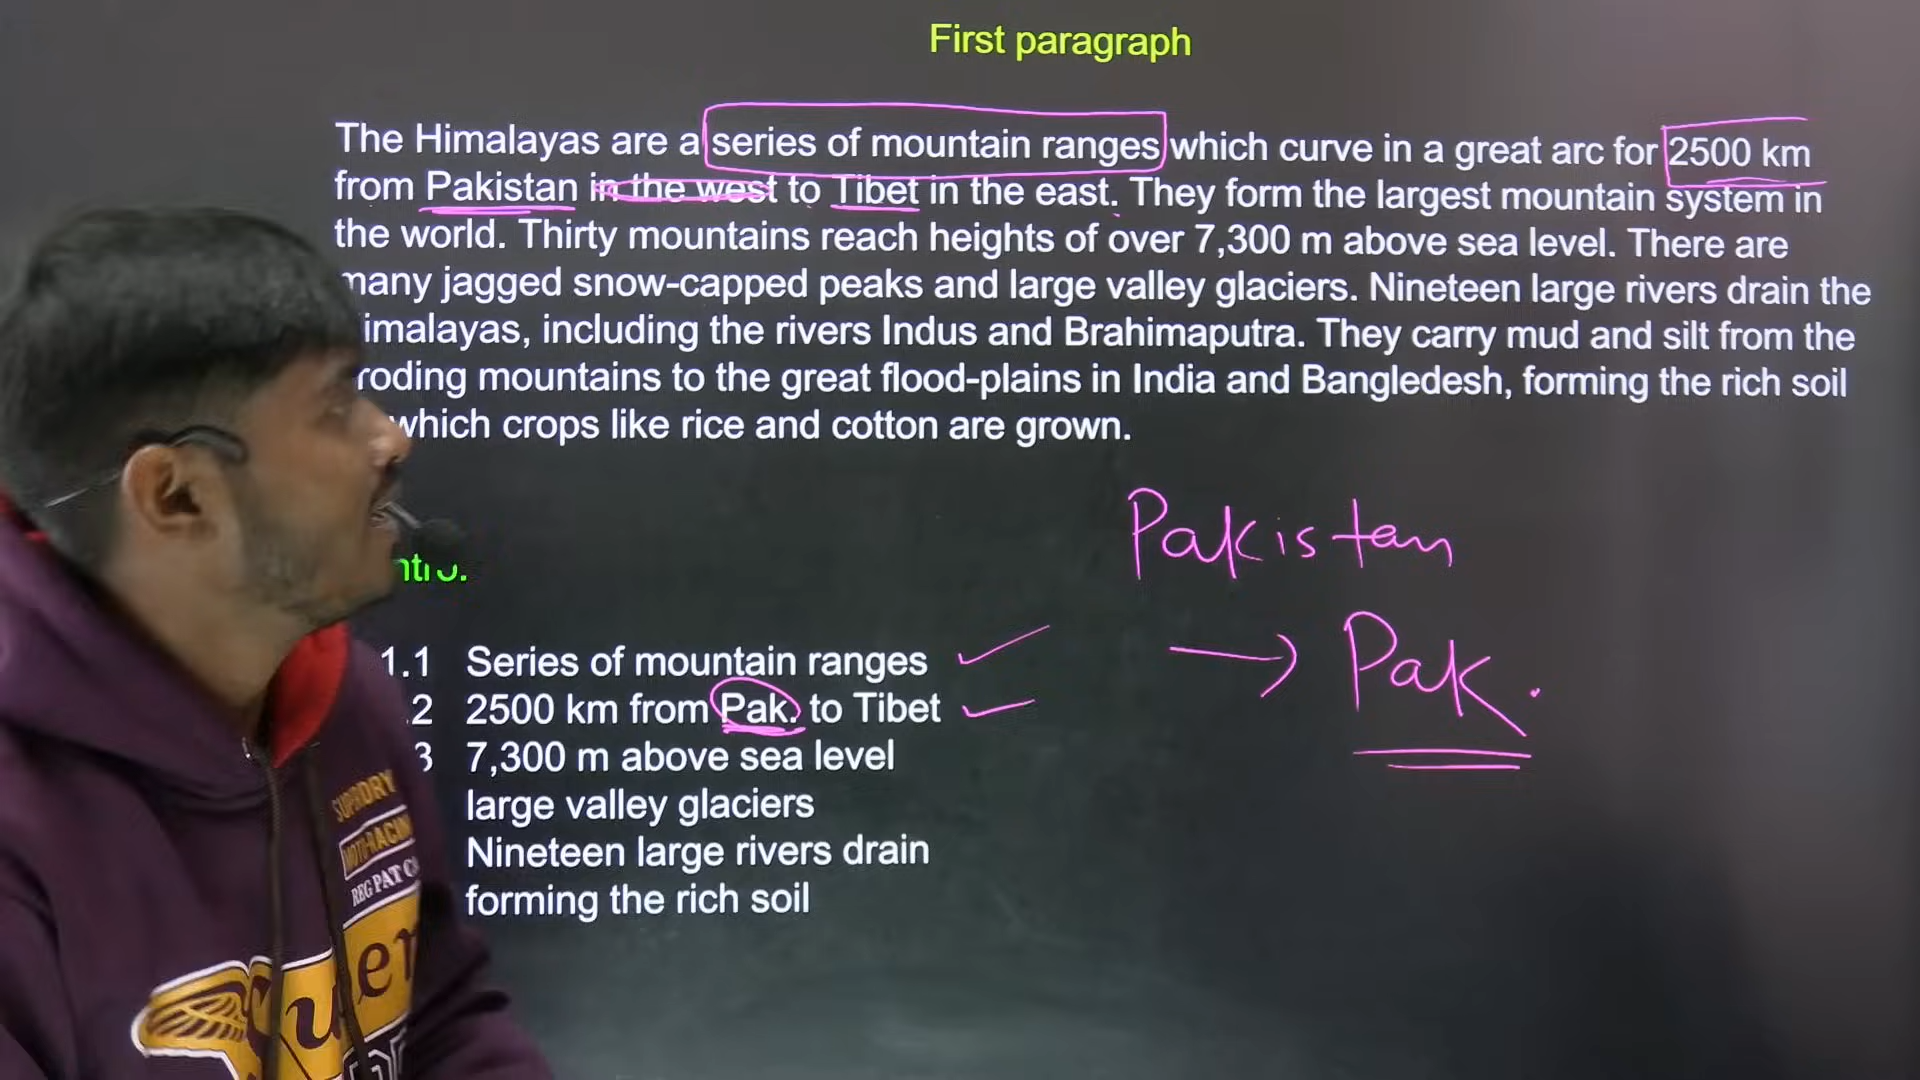 First paragraph
The Himalayas are a series of mountain ranges which curve in a great arc for 2500 km
from Pakistan in the west to Tibet in the east. They form the largest mountain system in
the world. Thirty mountains reach heights of over 7,300 m above sea level. There are
many jagged snow-capped peaks and large valley glaciers. Nineteen large rivers drain the
imalayas, including the rivers Indus and Brahimaputra. They carry mud and silt from the
roding mountains to the great flood-plains in India and Bangledesh, forming the rich soil
which crops like rice and cotton are grown.
Pakistan
→ Pak.
1.1 Series of mountain ranges
.2 2500 km from Pak. to Tibet
3 7,300 m above sea level
large valley glaciers
Nineteen large rivers drain
forming the rich soil
REG PAT